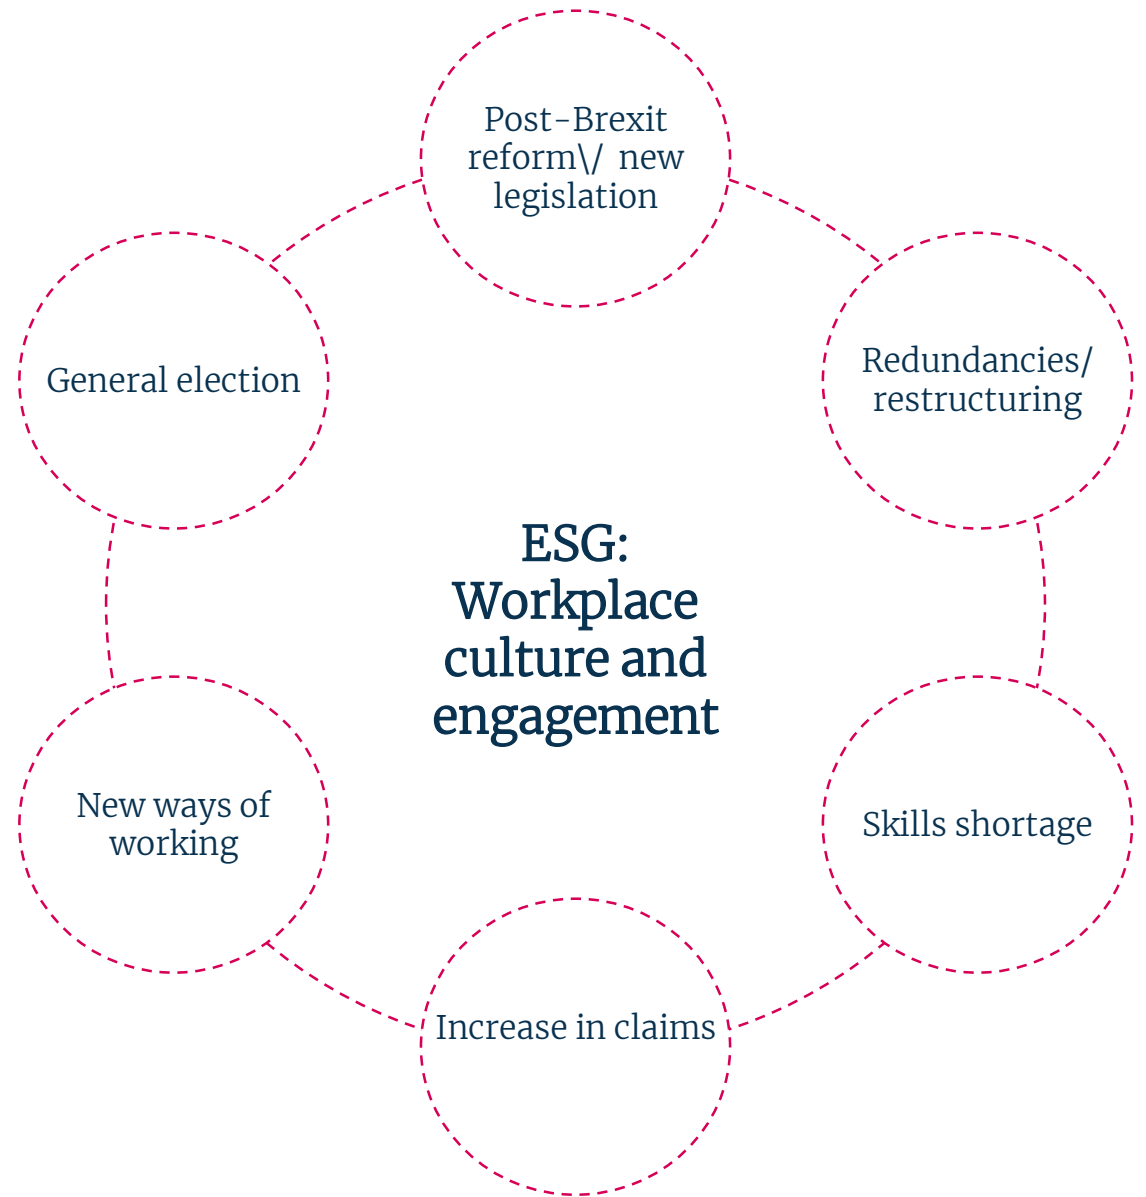 Post-Brexit
reform\/ new
legislation
General election
Redundancies/
restructuring
ESG:
Workplace
culture and
engagement
New ways of
working
Skills shortage
Increase in claims